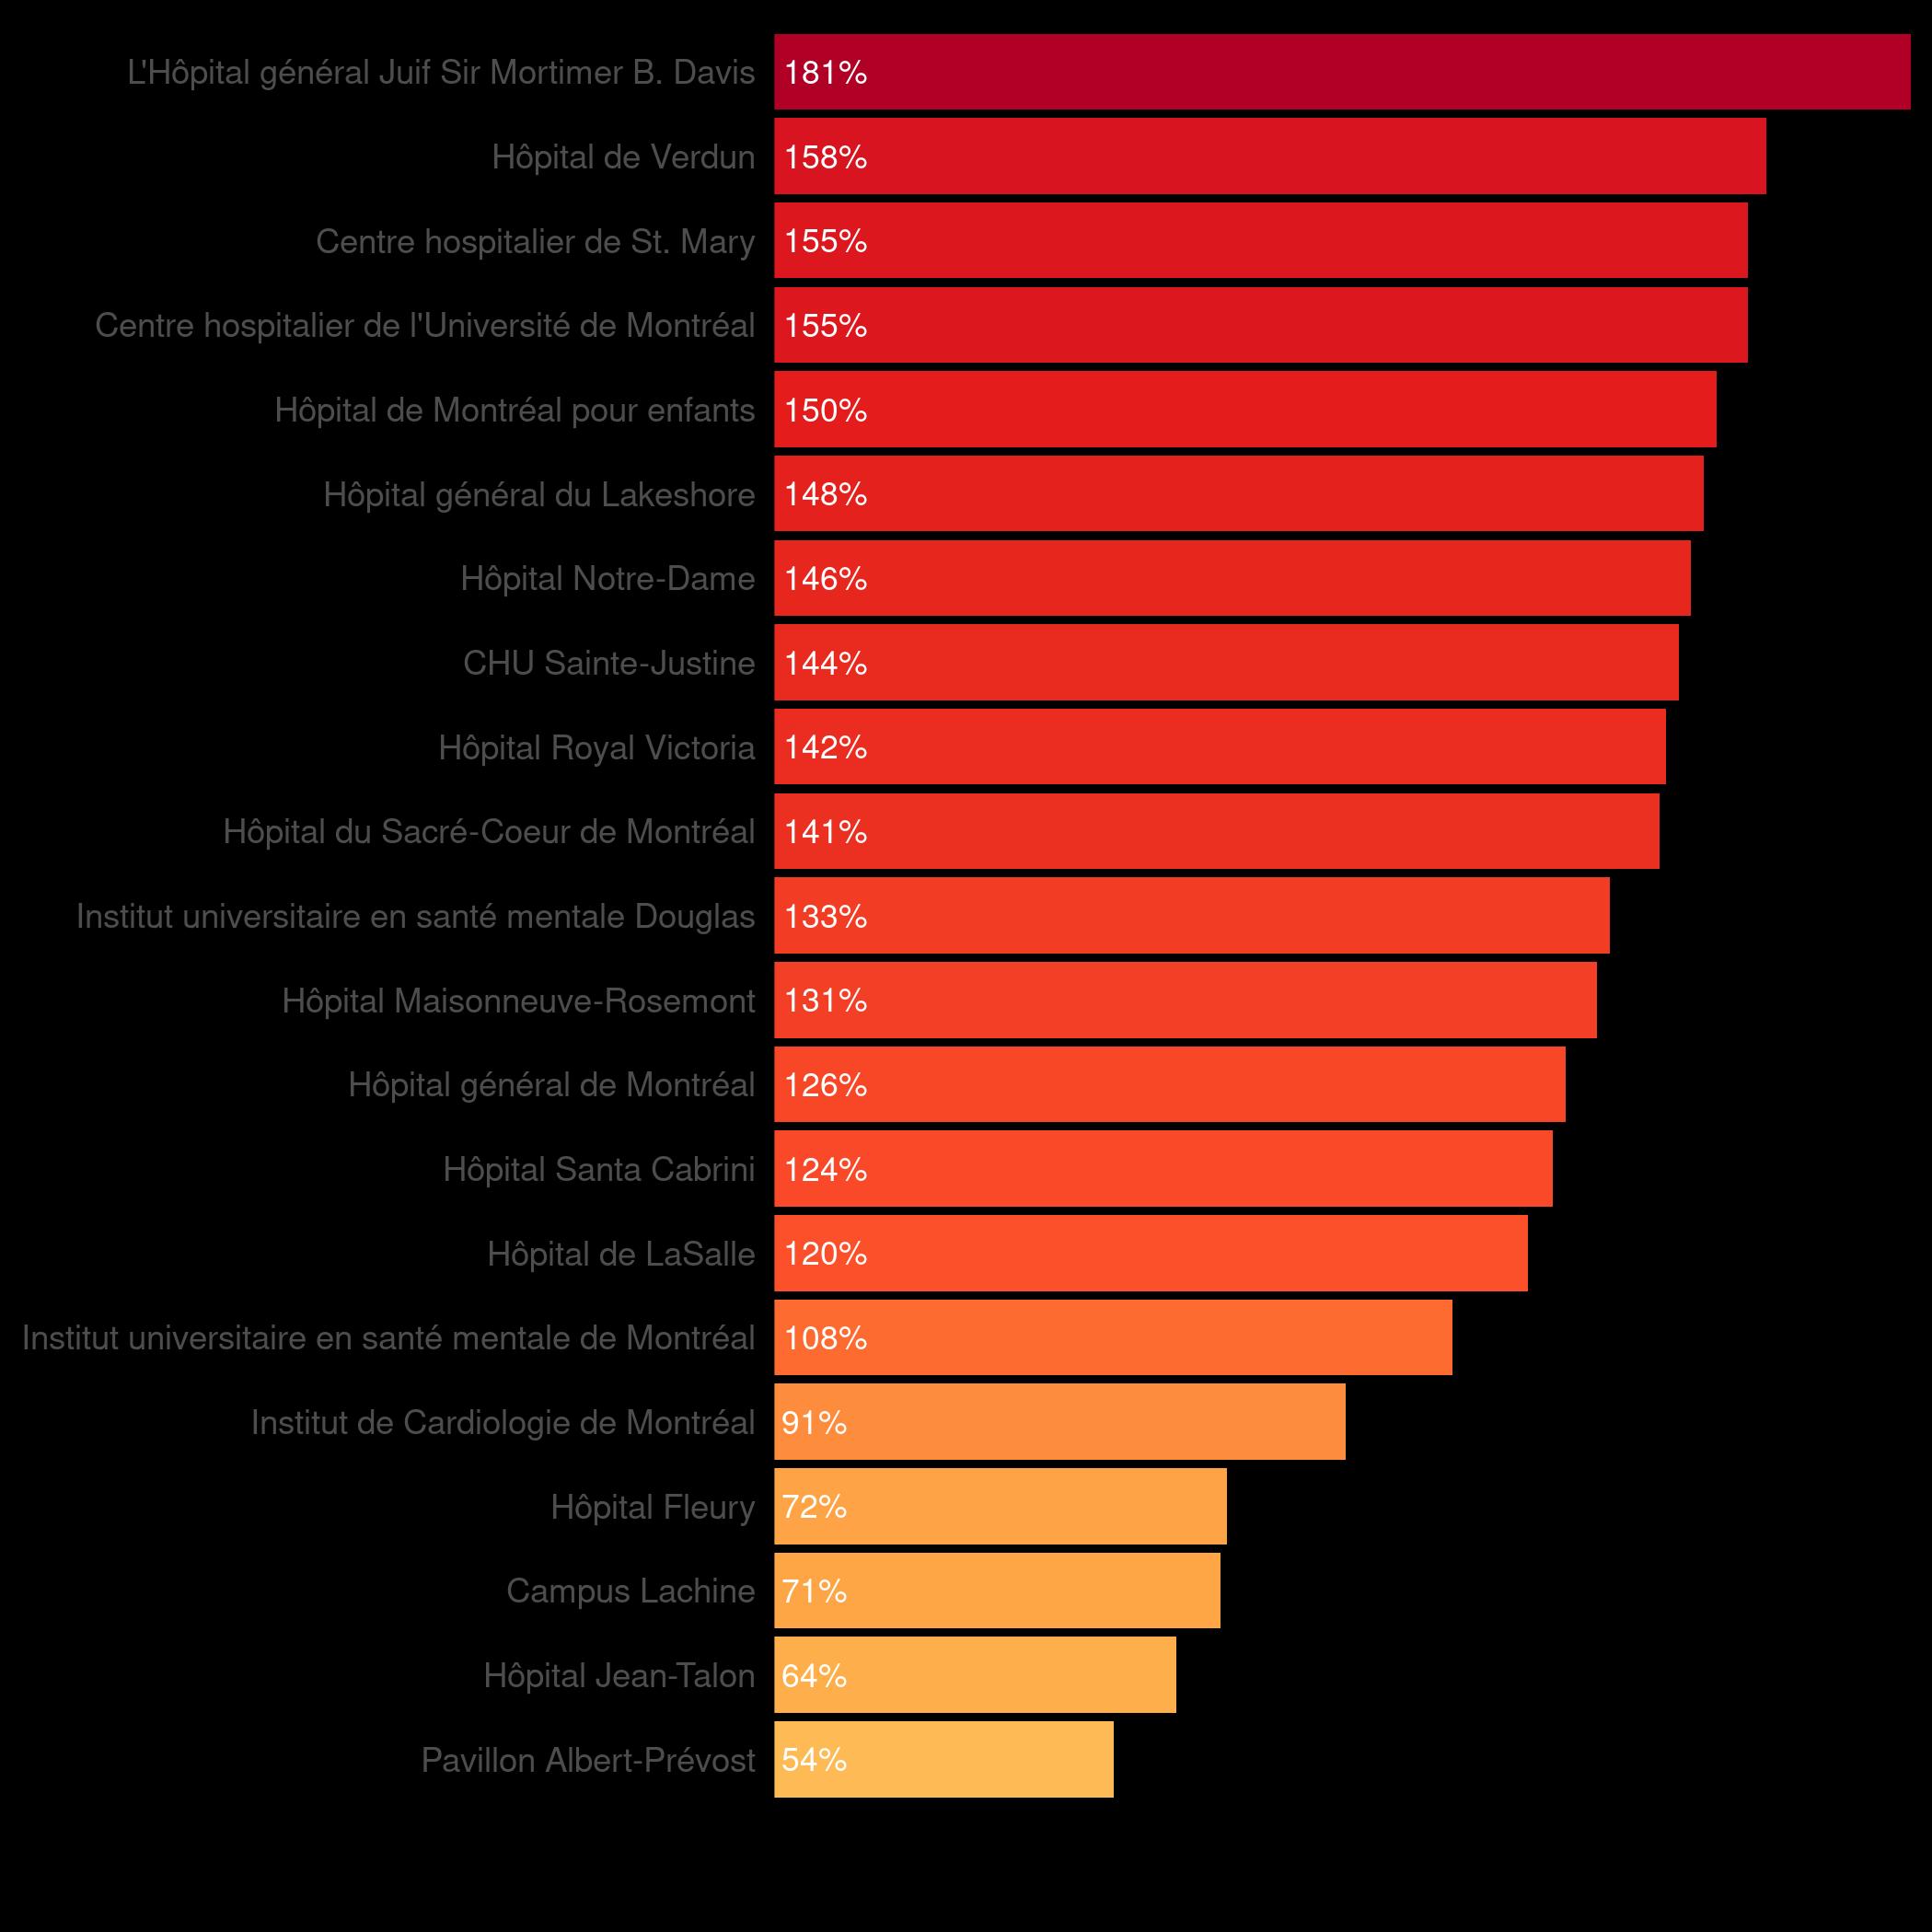 L'Hôpital général Juif Sir Mortimer B. Davis 181%
Hôpital de Verdun 158%
Centre hospitalier de St. Mary 155%
Centre hospitalier de l'Université de Montréal 155%
Hôpital de Montréal pour enfants 150%
Hôpital général du Lakeshore 148%
Hôpital Notre-Dame 146%
CHU Sainte-Justine 144%
Hôpital Royal Victoria 142%
Hôpital du Sacré-Coeur de Montréal 141%
Institut universitaire en santé mentale Douglas 133%
Hôpital Maisonneuve-Rosemont 131%
Hôpital général de Montréal 126%
Hôpital Santa Cabrini 124%
Hôpital de LaSalle 120%
Institut universitaire en santé mentale de Montréal 108%
Institut de Cardiologie de Montréal 91%
Hôpital Fleury 72%
Campus Lachine 71%
Hôpital Jean-Talon 64%
Pavillon Albert-Prévost 54%